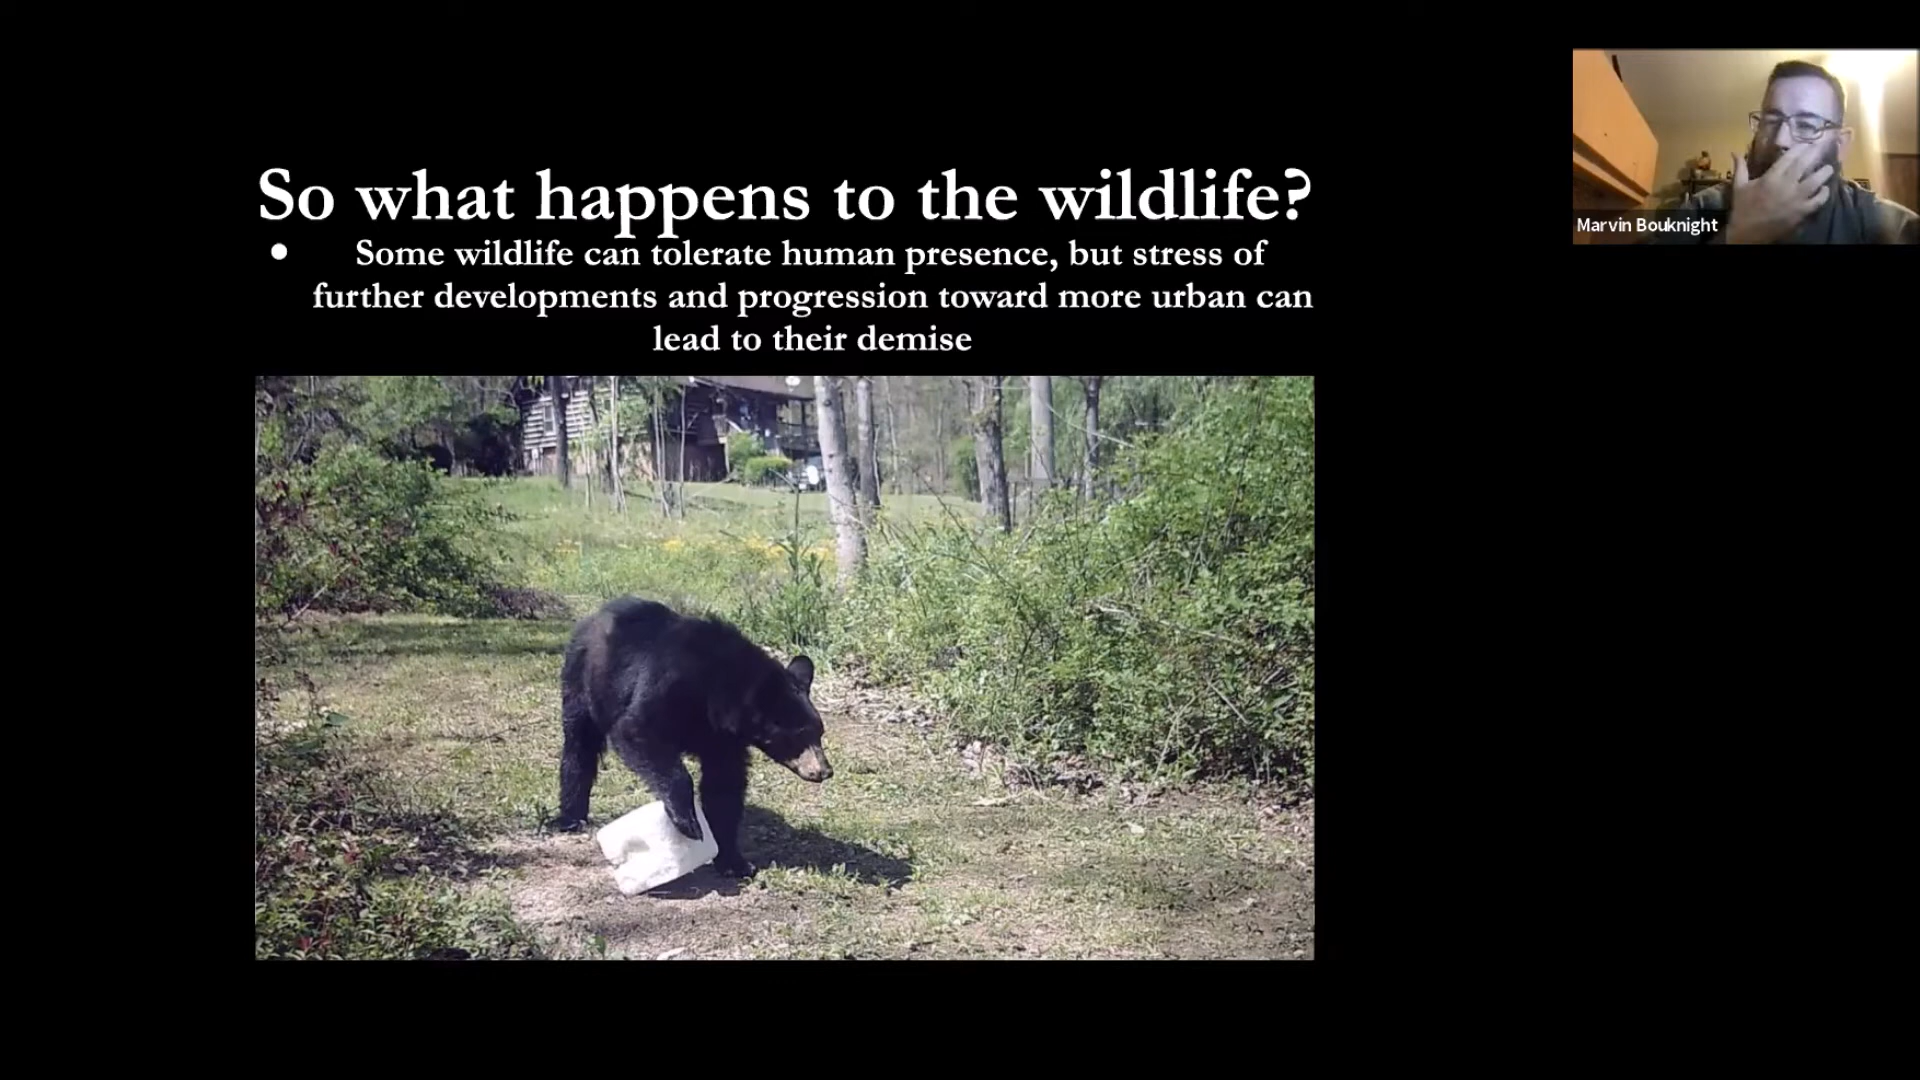 So what happens to the wildlife?
• Some wildlife can tolerate human presence, but stress of
further developments and progression toward more urban can
lead to their demise
Marvin Bouknight